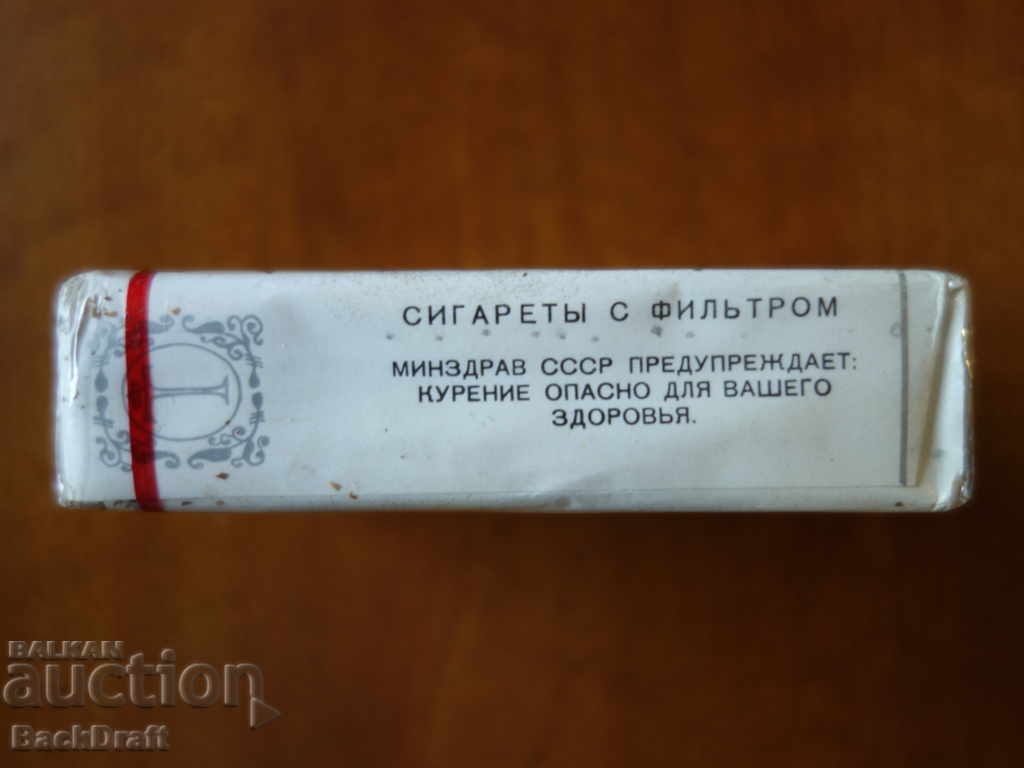 СИГАРЕТЫ С ФИЛЬТРОМ
МИНЗДРАВ СССР ПРЕДУПРЕЖДАЕТ:
КУРЕНИЕ ОПАСНО ДЛЯ ВАШЕГО
ЗДОРОВЬЯ.
BALKAN
auction
BackDraft